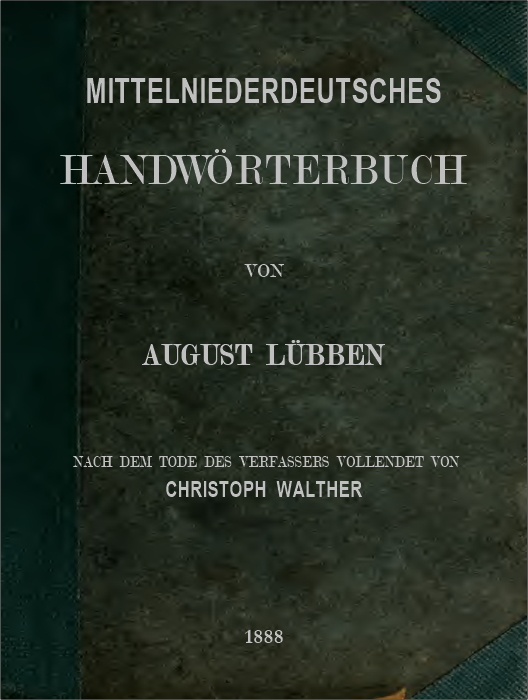 MITTELNIEDERDEUTSCHES
HANDWÖRTERBUCH
VON
AUGUST LÜBBEN
NACH DEM TODE DES VERFASSERS VOLLENDET VON
CHRISTOPH WALTHER
1888